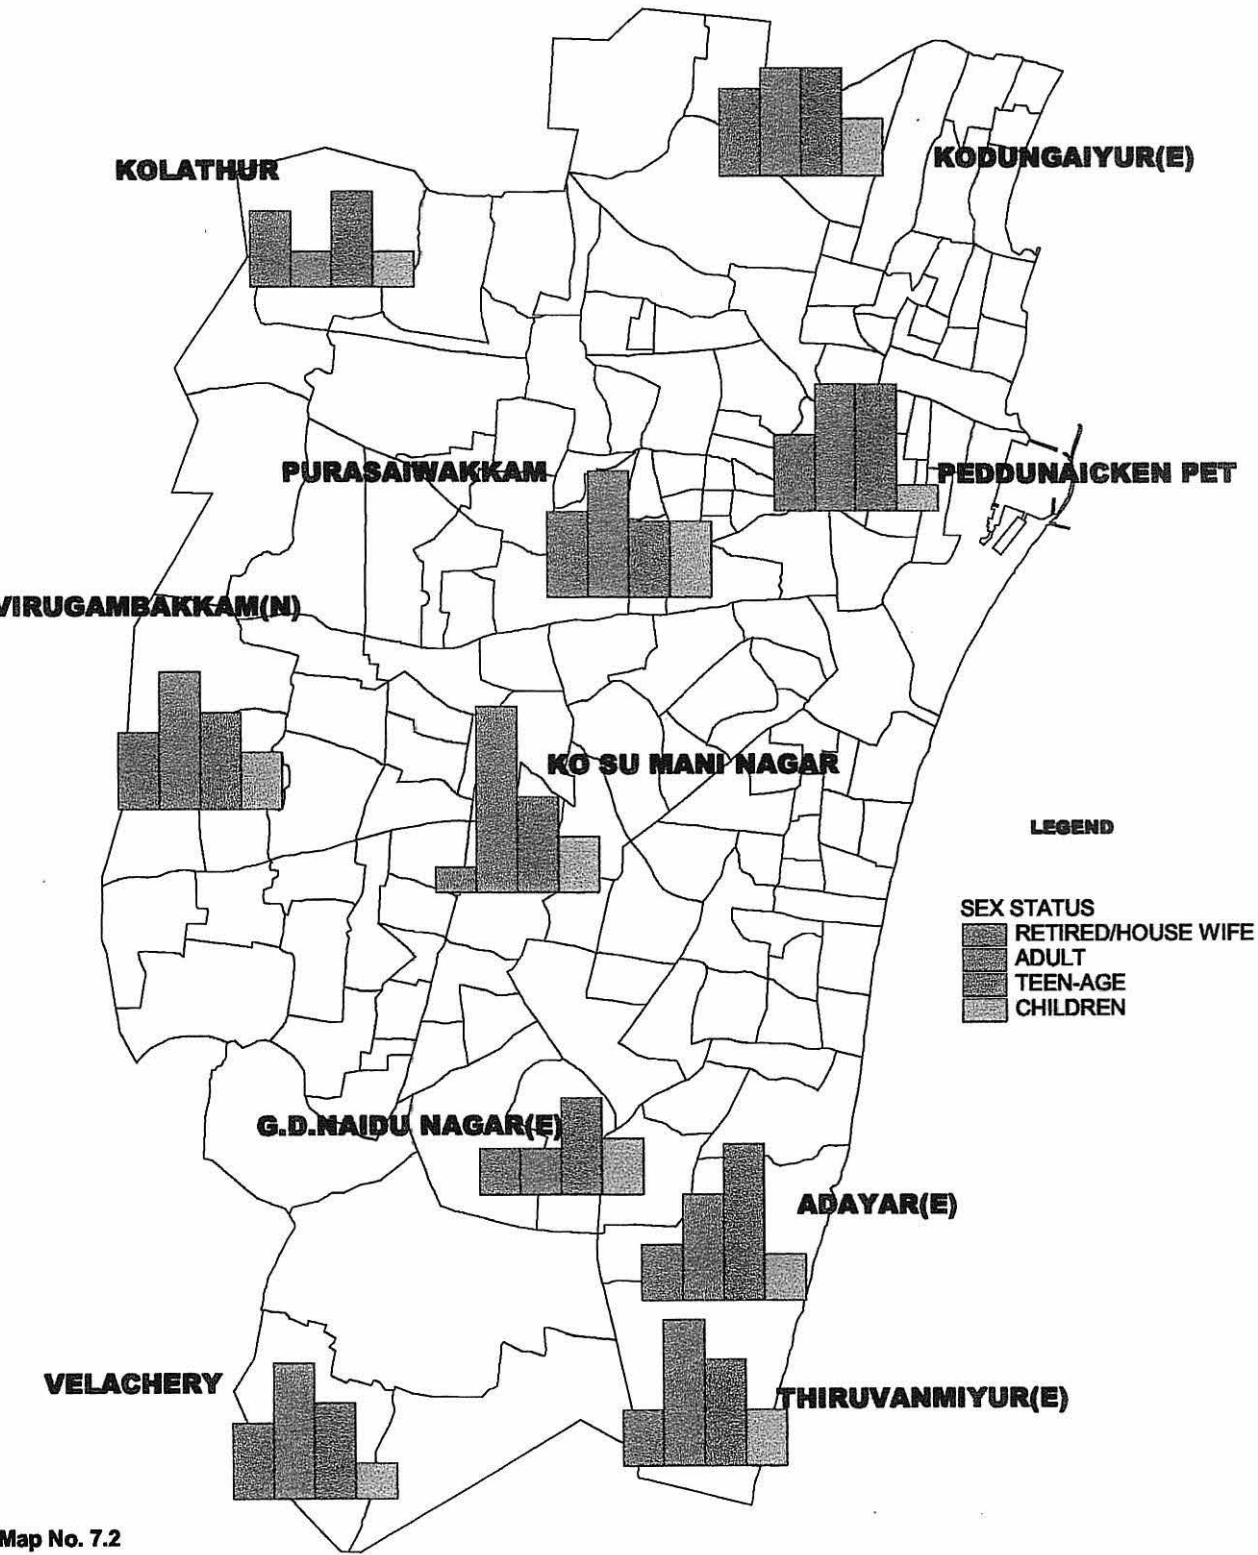 KOLATHUR
KODUNGAIYUR(E)
PURASAIWAKKAM
PEDDUNAICKEN PET
VIRUGAMBAKKAM(N)
KO SU MANI NAGAR
LEGEND
SEX STATUS
RETIRED/HOUSE WIFE
ADULT
TEEN-AGE
CHILDREN
G.D.NAIDU NAGAR(E)
ADAYAR(E)
VELACHERY
THIRUVANMIYUR(E)
Map No. 7.2